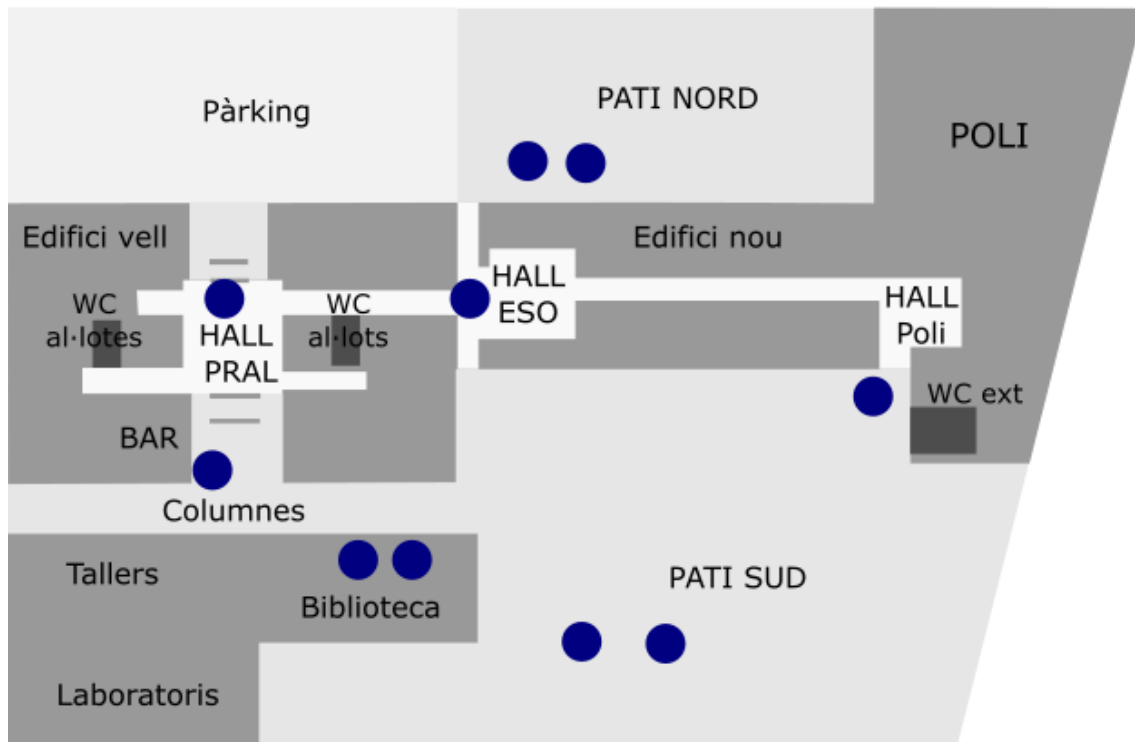 Pàrking
PATI NORD
POLI
Edifici vell
Edifici nou
WC
al·lotes
HALL
PRAL
WC
al·lots
HALL
ESO
HALL
Poli
WC ext
BAR
Columnes
Tallers
Biblioteca
PATI SUD
Laboratoris